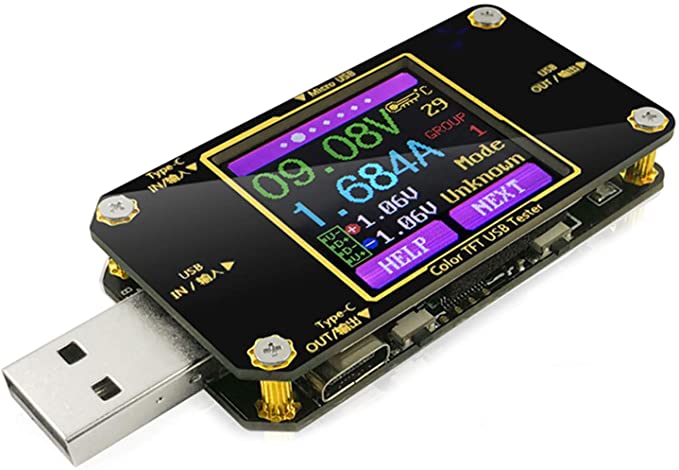 Micro USB
USB
OUT / 输出
Type-C
IN/输入
09.08V
°C
29
1.684A
GROUP
1
Mode
Unknown
U-
D+
D-
U+
+ 1.06V
- 1.06V
HELP
NEXT
Color TFT USB Tester
USB
IN / 输入
Type-C
OUT/输出